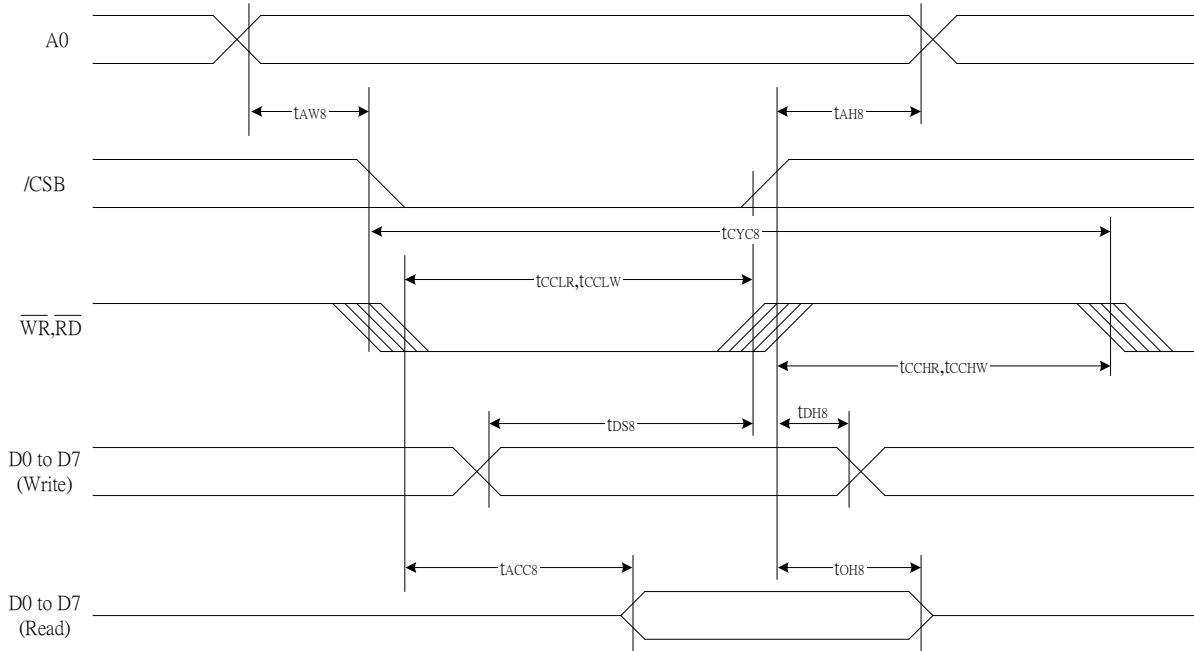 A0
tAW8
tAH8
/CSB
tCYC8
tCCLR,tCCLW
WR,RD
tCCHR,tCCHW
tDH8
tDS8
D0 to D7
(Write)
tACC8
tOH8
D0 to D7
(Read)